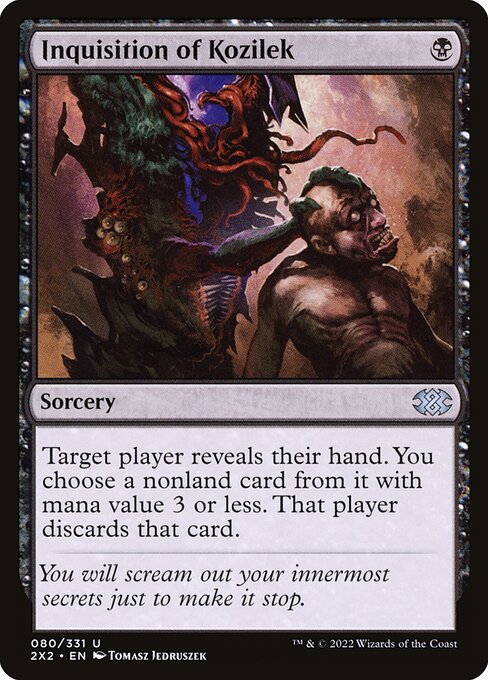 Inquisition of Kozilek
Sorcery
Target player reveals their hand. You
choose a nonland card from it with
mana value 3 or less. That player
discards that card.
You will scream out your innermost
secrets just to make it stop.
080/331 U
2X2 • EN Tomasz Jedruszek
™ & © 2022 Wizards of the Coast